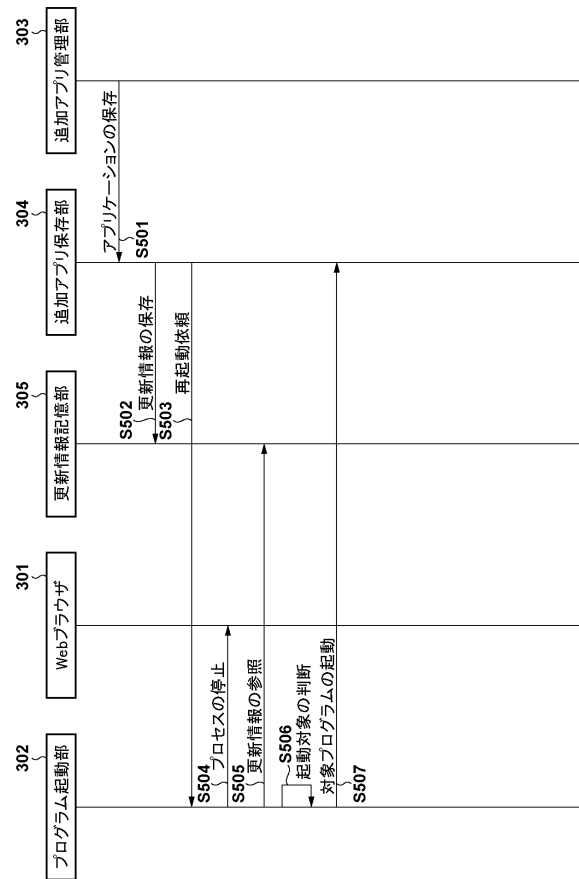 302
プログラム起動部
301
Webブラウザ
305
更新情報記憶部
304
追加アプリ保存部
303
追加アプリ管理部
アプリケーションの保存
S501
更新情報の保存
S502
再起動依頼
S503
プロセスの停止
S504
更新情報の参照
S505
S506
起動対象の判断
対象プログラムの起動
S507